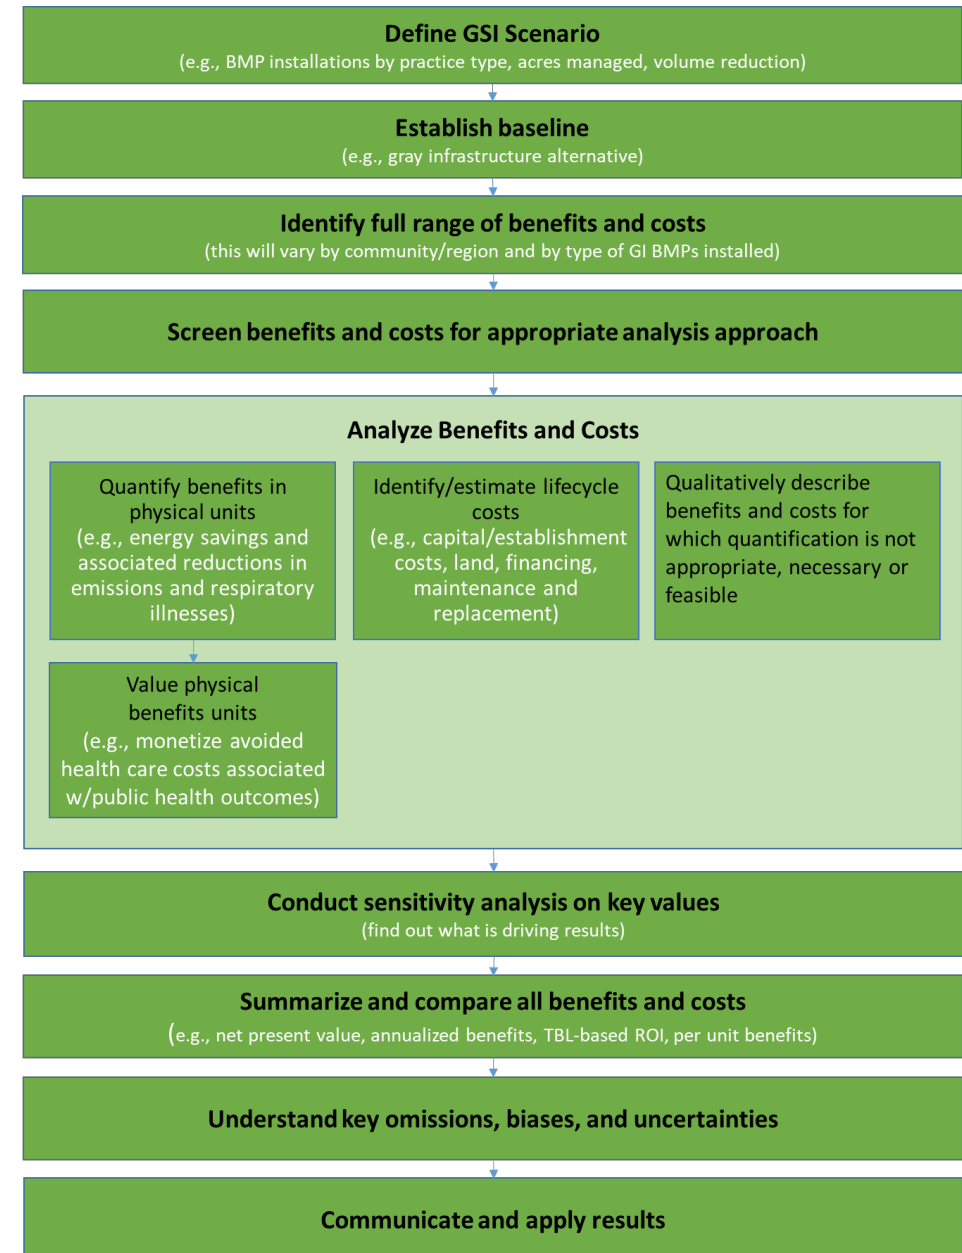 Define GSI Scenario
(e.g., BMP installations by practice type, acres managed, volume reduction)
Establish baseline
(e.g., gray infrastructure alternative)
Identify full range of benefits and costs
(this will vary by community/region and by type of GI BMPs installed)
Screen benefits and costs for appropriate analysis approach
Analyze Benefits and Costs
Quantify benefits in
physical units
(e.g., energy savings and
associated reductions in
emissions and respiratory
illnesses)
Identify/estimate lifecycle
costs
(e.g., capital/establishment
costs, land, financing,
maintenance and
replacement)
Qualitatively describe
benefits and costs for
which quantification is not
appropriate, necessary or
feasible
Value physical
benefits units
(e.g., monetize avoided
health care costs associated
w/public health outcomes)
Conduct sensitivity analysis on key values
(find out what is driving results)
Summarize and compare all benefits and costs
(e.g., net present value, annualized benefits, TBL-based ROI, per unit benefits)
Understand key omissions, biases, and uncertainties
Communicate and apply results